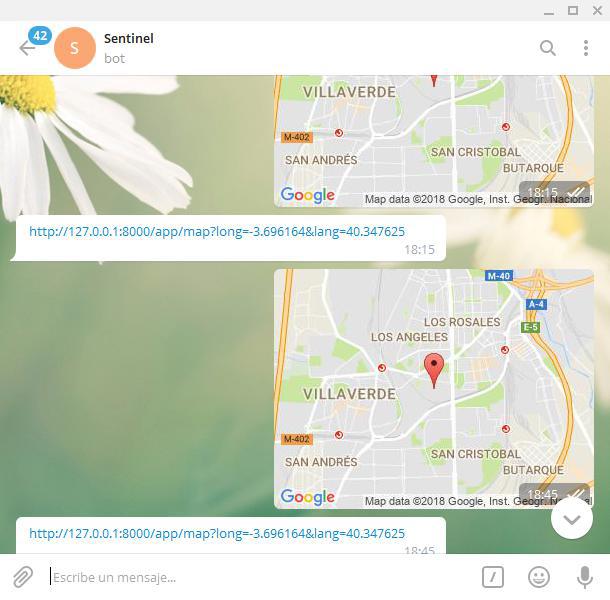 42
S
Sentinel
bot
VILLAVERDE
M-402
SAN ANDRÉS
SAN CRISTOBAL
BUTARQUE
18:15
Google
Map data ©2018 Google, Inst. Geogr. Nacional
http://127.0.0.1:8000/app/map?long=-3.696164&lang=40.347625
18:15
M-40
A-4
E-5
LOS ROSALES
LOS ANGELES
VILLAVERDE
M-402
SAN ANDRÉS
SAN CRISTOBAL
BUTARQUE
18:45
Google
Map data ©2018 Google, Inst. Geogr. Nacional
http://127.0.0.1:8000/app/map?long=-3.696164&lang=40.347625
18:45
Escribe un mensaje...